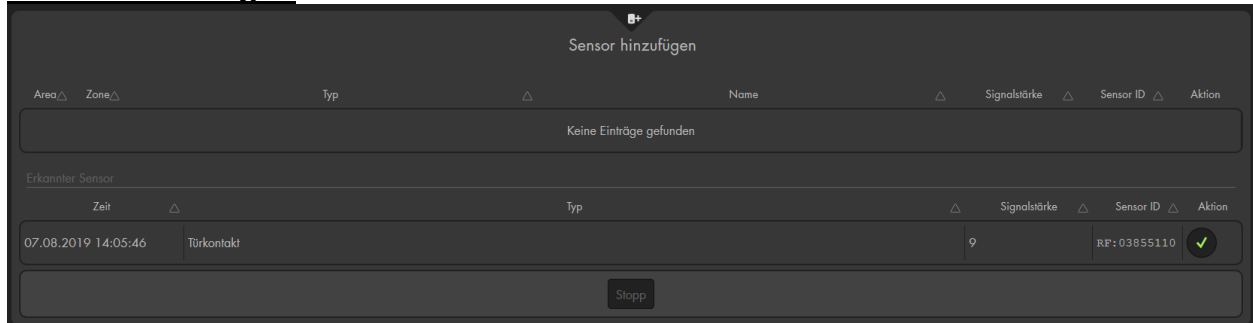 Sensor hinzufügen
Area Zone Typ Name Signalstärke Sensor ID Aktion
Keine Einträge gefunden
Erkannter Sensor
Zeit Typ Signalstärke Sensor ID Aktion
07.08.2019 14:05:46 Türkontakt 9 RF:03855110
Stopp